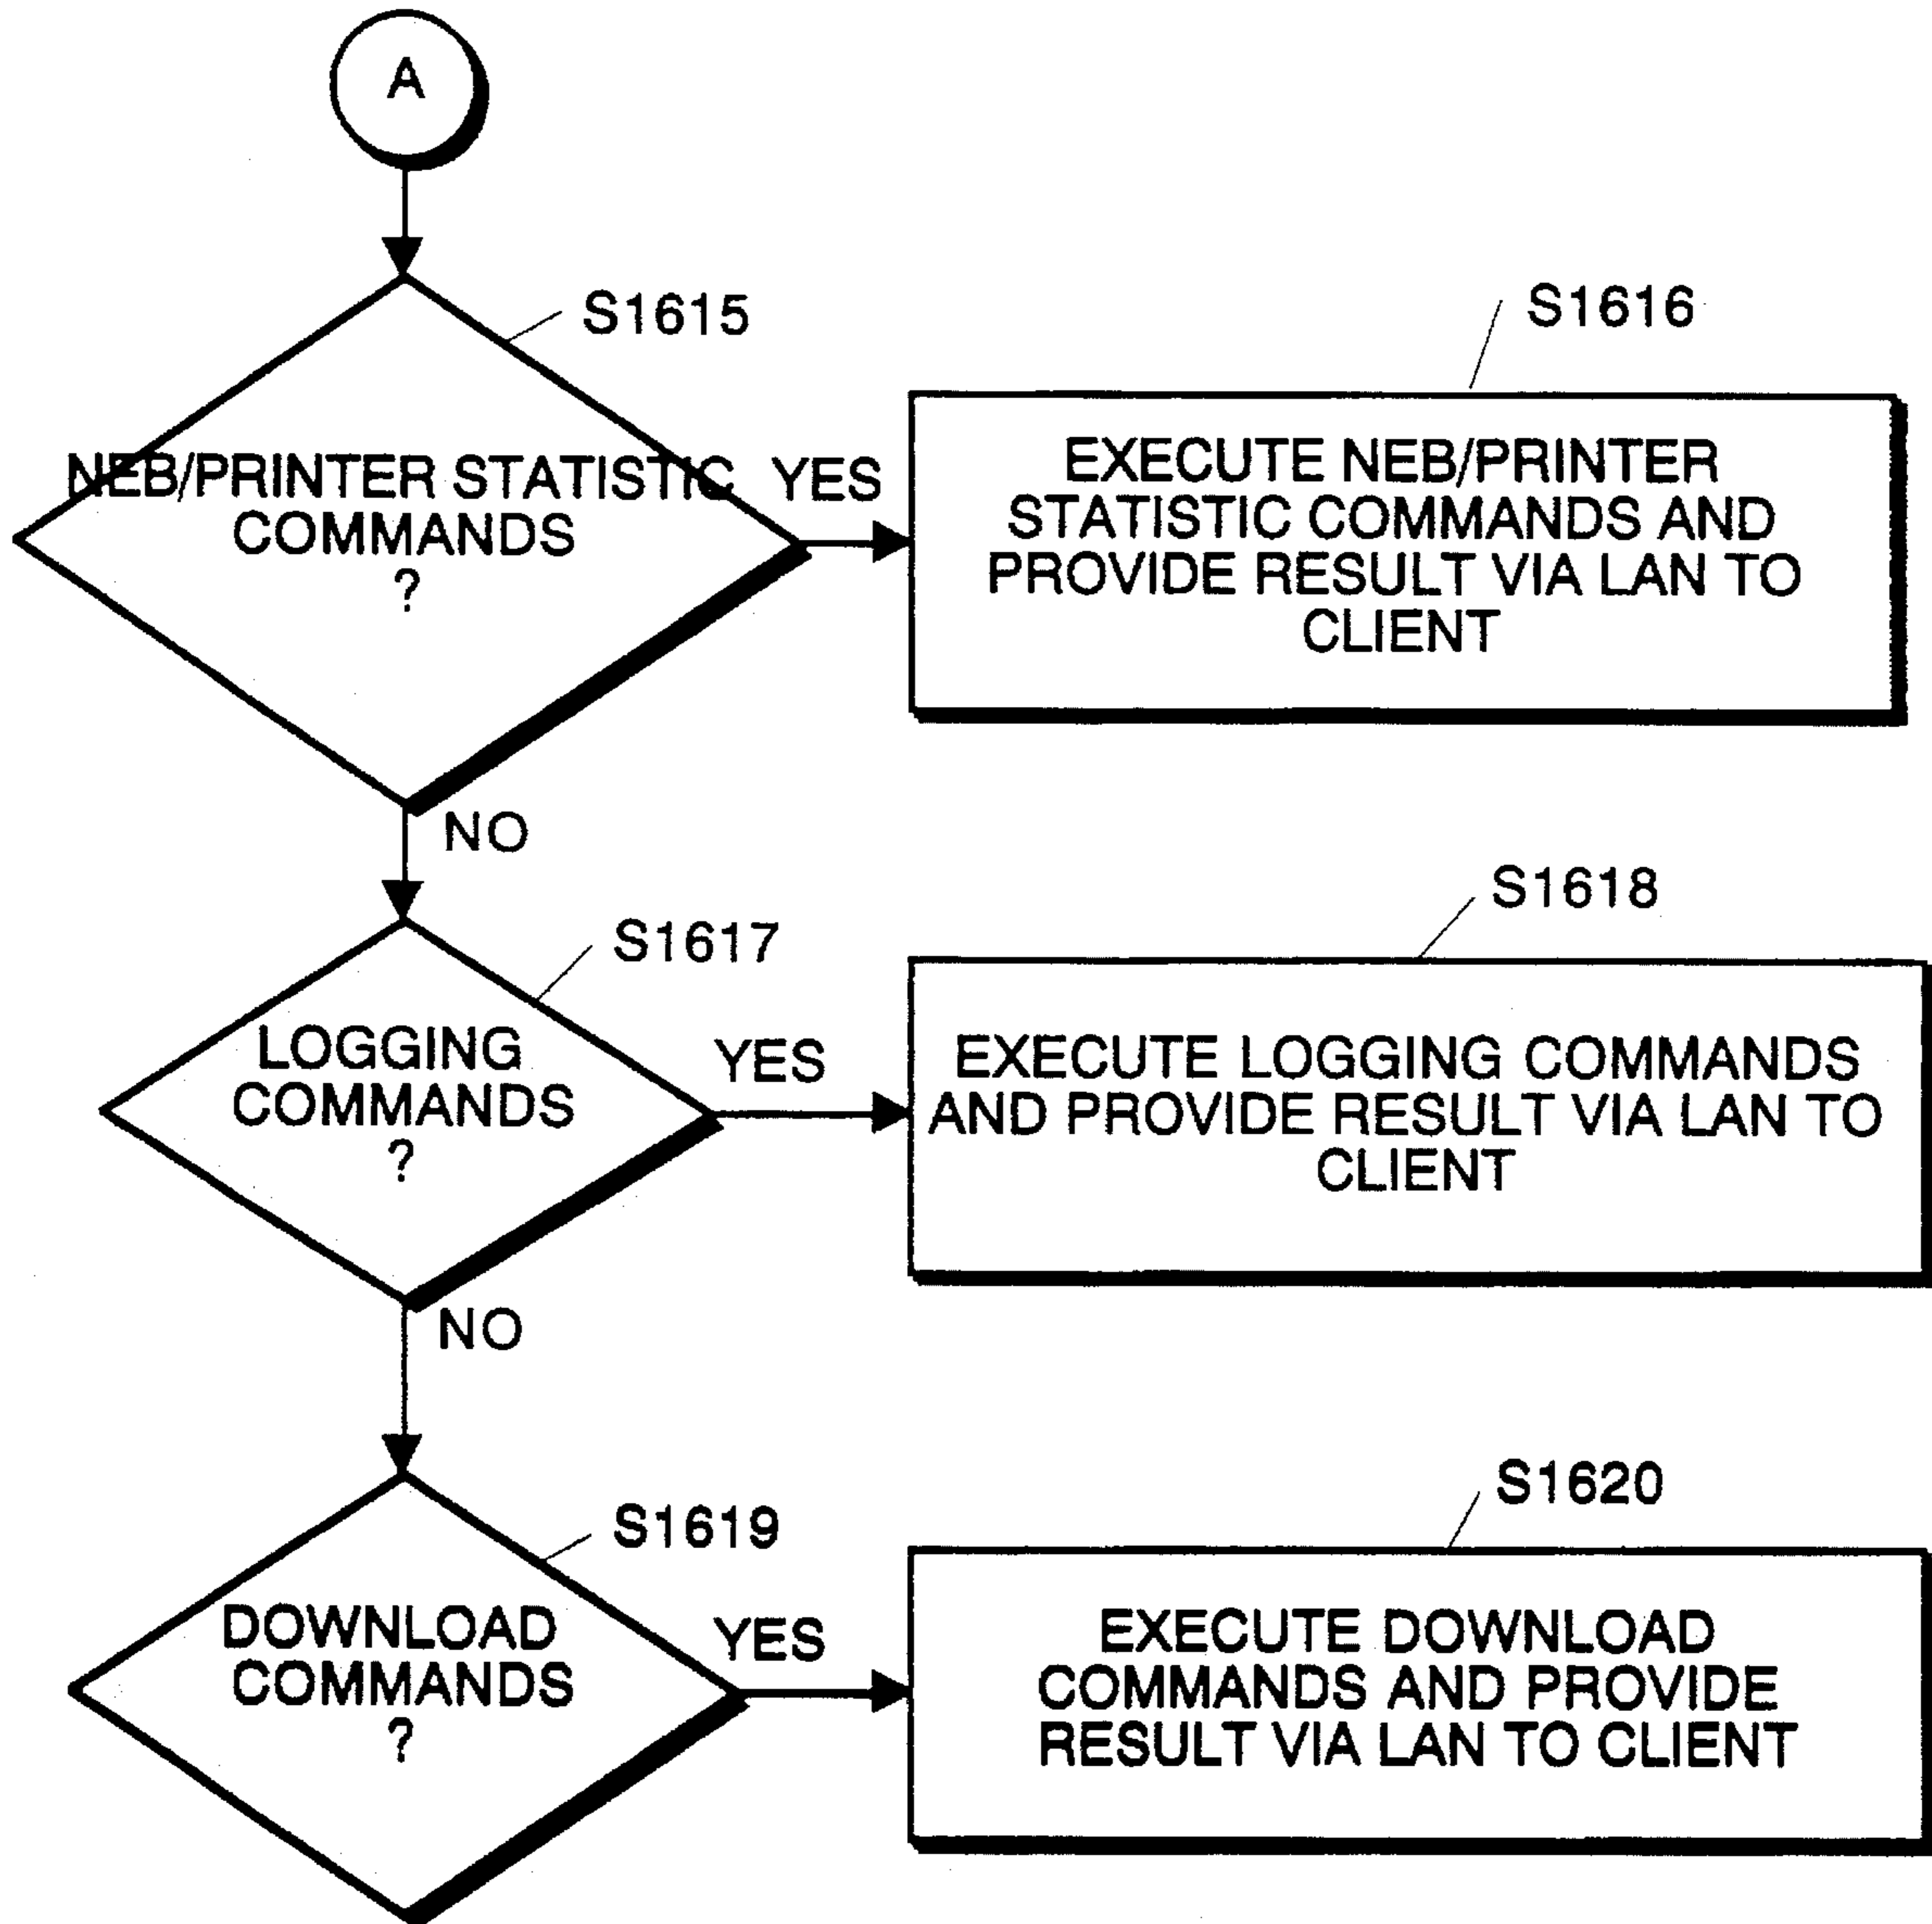 A
S1615
NEB/PRINTER STATISTIC
COMMANDS
?
YES
S1616
EXECUTE NEB/PRINTER
STATISTIC COMMANDS AND
PROVIDE RESULT VIA LAN TO
CLIENT
NO
S1617
LOGGING
COMMANDS
?
YES
S1618
EXECUTE LOGGING COMMANDS
AND PROVIDE RESULT VIA LAN TO
CLIENT
NO
S1619
DOWNLOAD
COMMANDS
?
YES
S1620
EXECUTE DOWNLOAD
COMMANDS AND PROVIDE
RESULT VIA LAN TO CLIENT